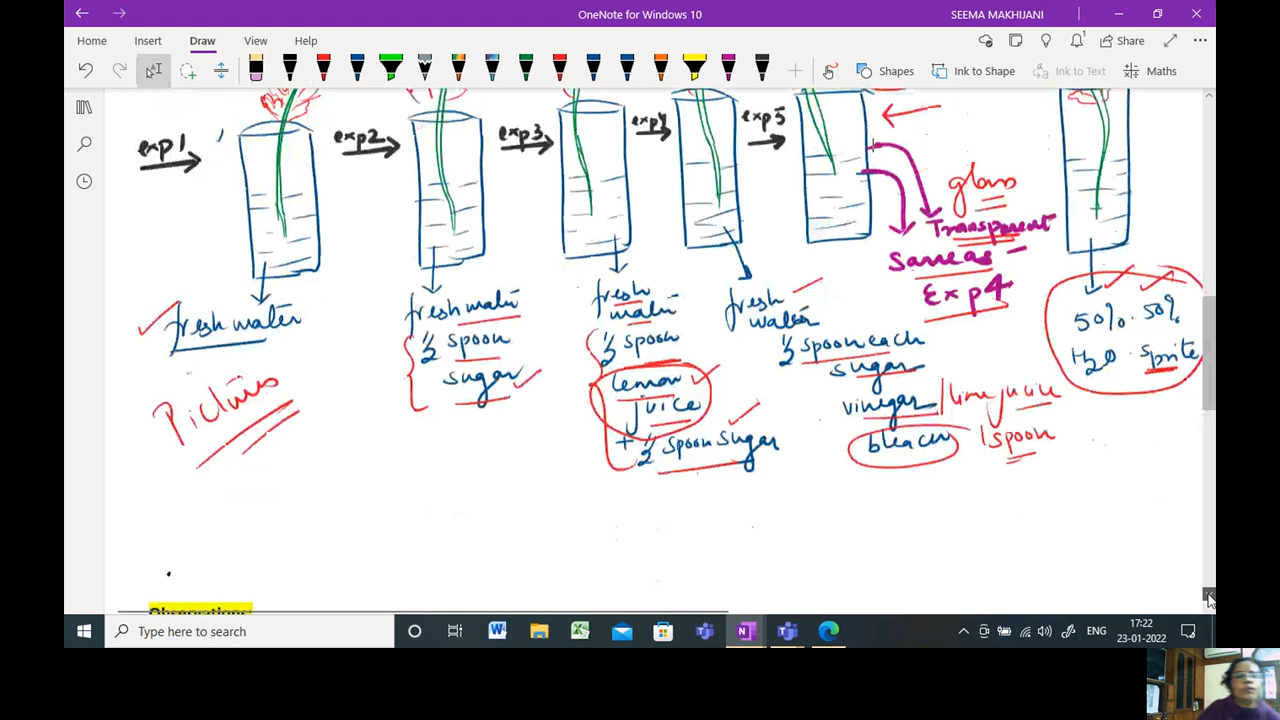 OneNote for Windows 10
SEEMA MAKHIJANI
Home Insert Draw View Help
Share
Shapes Ink to Shape Ink to Text Maths
exp1
exp2
exp3
exp4
exp5
glass
Transparent
Same as
Exp4
fresh water
Pictures
fresh water
1/2 spoon
sugar
fresh
water
1/2 spoon
lemon
juice
+ 1/2 spoon sugar
fresh
water
1/2 spoon each
sugar
vinegar / lime juice
bleach 1 spoon
50% 50%
H2O sprite
Observations
Type here to search
ENG
17:22
23-01-2022